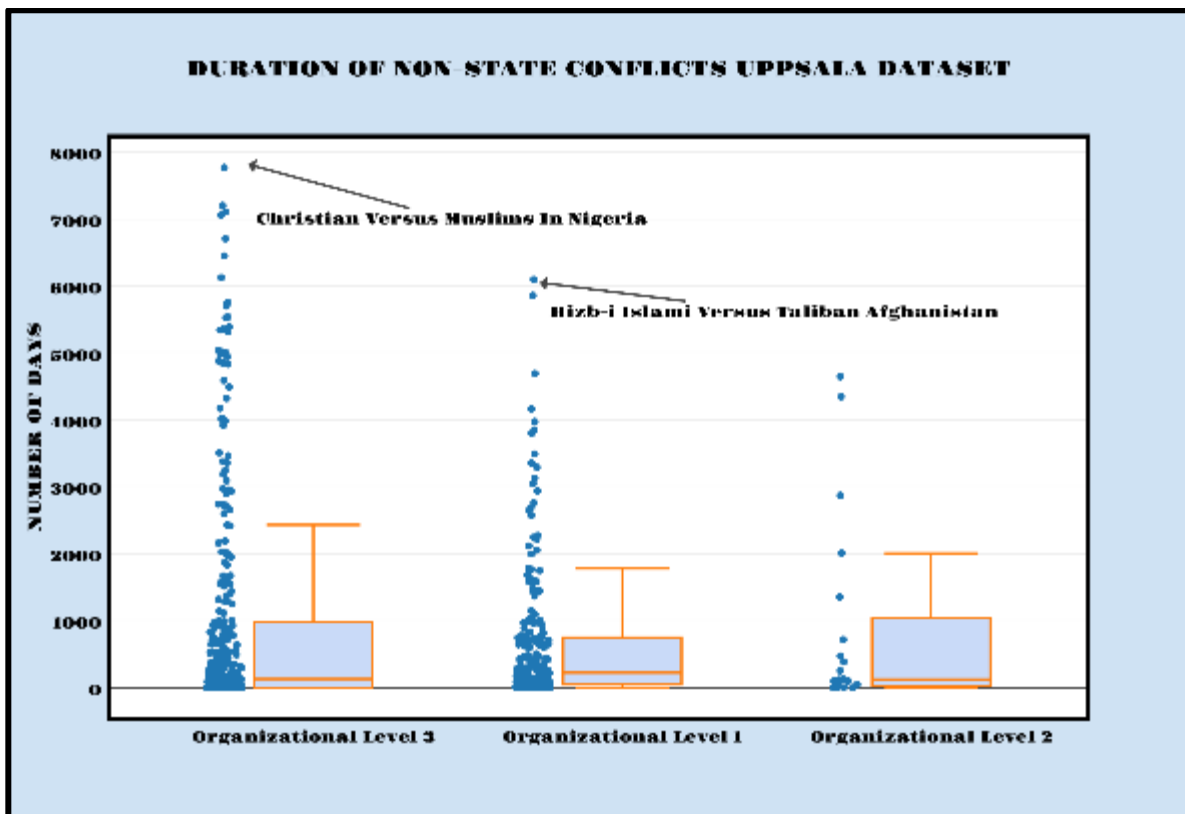 DURATION OF NON-STATE CONFLICTS UPPSALA DATASET
8000
7000
6000
5000
4000
3000
2000
1000
0
NUMBER OF DAYS
Christian Versus Muslims In Nigeria
Hizb-i Islami Versus Taliban Afghanistan
Organizational Level 3
Organizational Level 1
Organizational Level 2